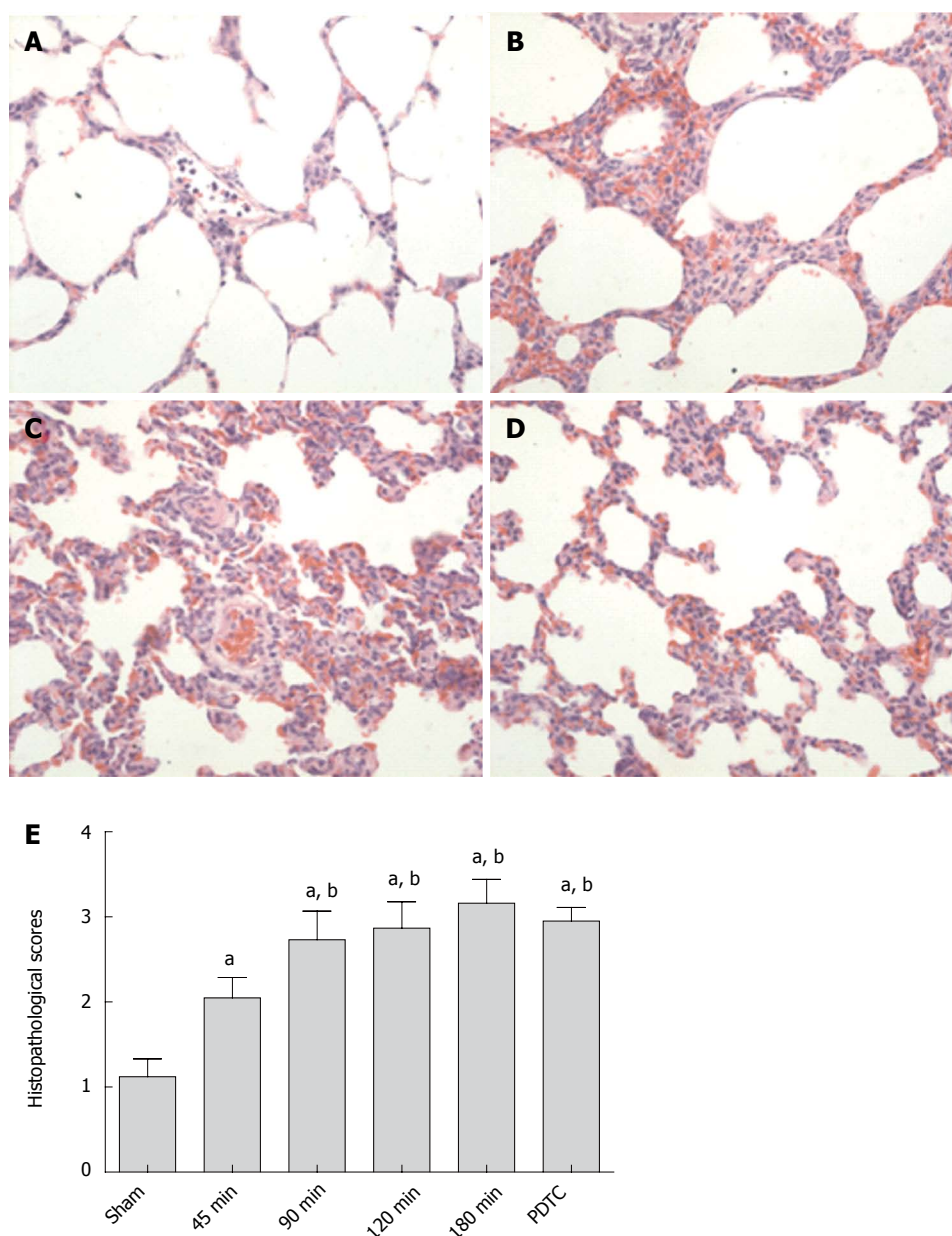 A
B
C
D
E
4
3
2
1
0
Histopathological scores
a
a, b
a, b
a, b
a, b
Sham
45 min
90 min
120 min
180 min
PDTC